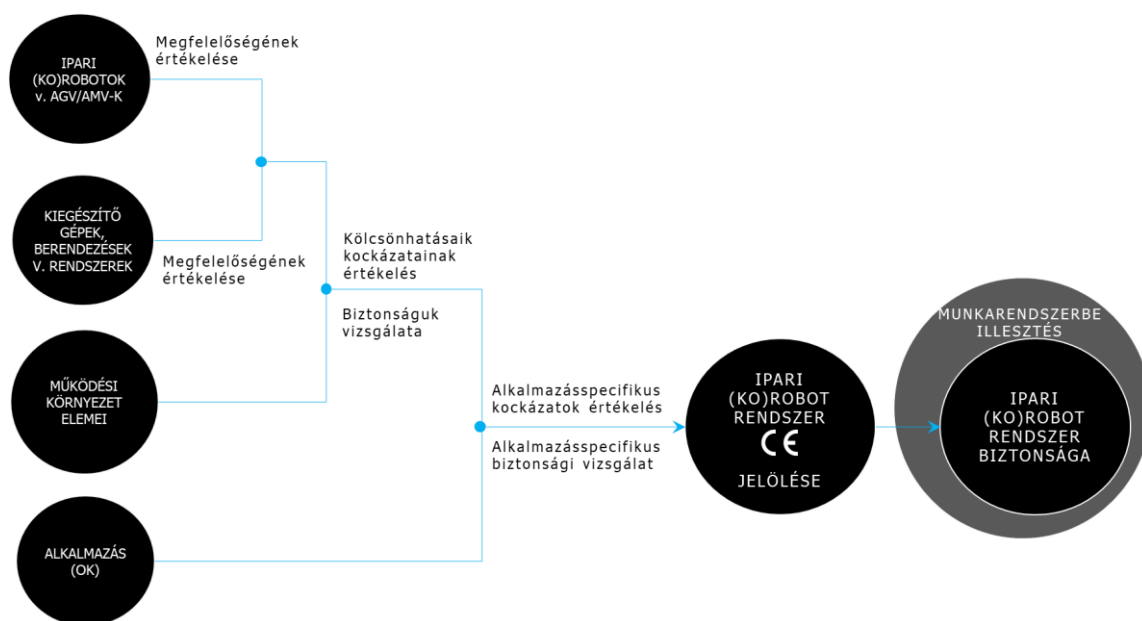 IPARI
(KO)ROBOTOK
v. AGV/AMV-K
Megfelelőségének
értékelése
KIEGÉSZÍTŐ
GÉPEK,
BERENDEZÉSEK
V. RENDSZEREK
Megfelelőségének
értékelése
Kölcsönhatásaik
kockázatainak
értékelés
Biztonságuk
vizsgálata
MŰKÖDÉSI
KÖRNYEZET
ELEMEI
Alkalmazásspecifikus
kockázatok értékelés
Alkalmazásspecifikus
biztonsági vizsgálat
ALKALMAZÁS
(OK)
IPARI
(KO)ROBOT
RENDSZER
CE
JELÖLÉSE
MUNKARENDSZERBE
ILLESZTÉS
IPARI
(KO)ROBOT
RENDSZER
BIZTONSÁGA